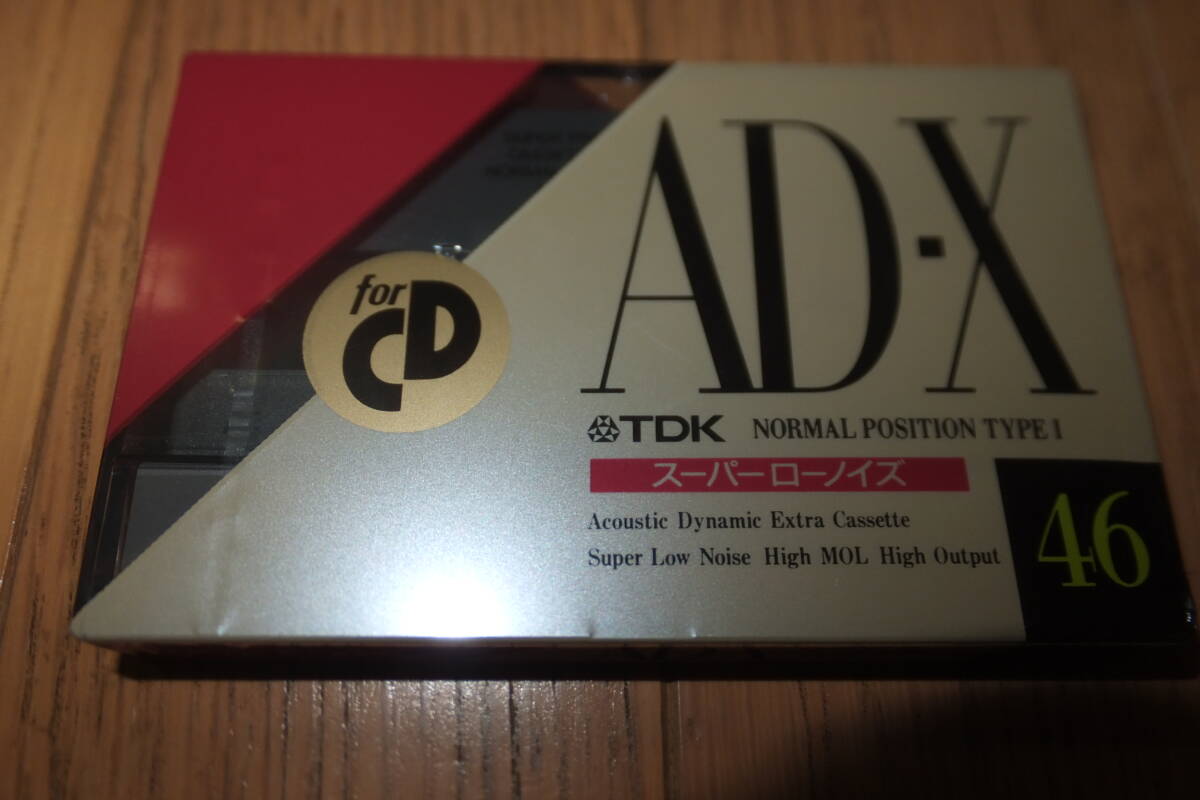 for
CD
AD·X
TDK NORMAL POSITION TYPE I
スーパーローノイズ
Acoustic Dynamic Extra Cassette
Super Low Noise High MOL High Output
46